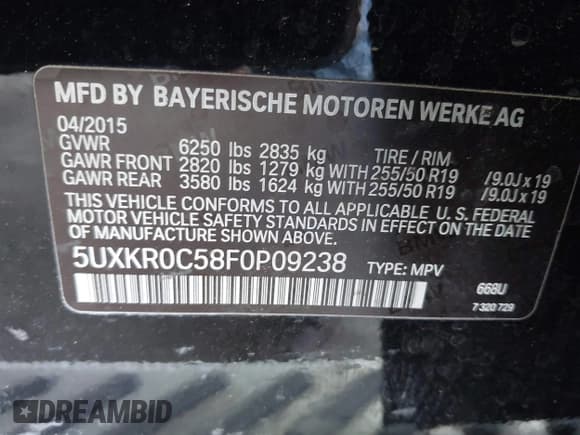 MFD BY BAYERISCHE MOTOREN WERKE AG
04/2015
GVWR 6250 lbs 2835 kg TIRE / RIM
GAWR FRONT 2820 lbs 1279 kg WITH 255/50 R19 /9.0J x 19
GAWR REAR 3580 lbs 1624 kg WITH 255/50 R19 /9.0J x 19
THIS VEHICLE CONFORMS TO ALL APPLICABLE U. S. FEDERAL
MOTOR VEHICLE SAFETY STANDARDS IN EFFECT ON THE DATE
OF MANUFACTURE SHOWN ABOVE.
5UXKR0C58F0P09238 TYPE: MPV
668U
7 320 729
DREAMBID